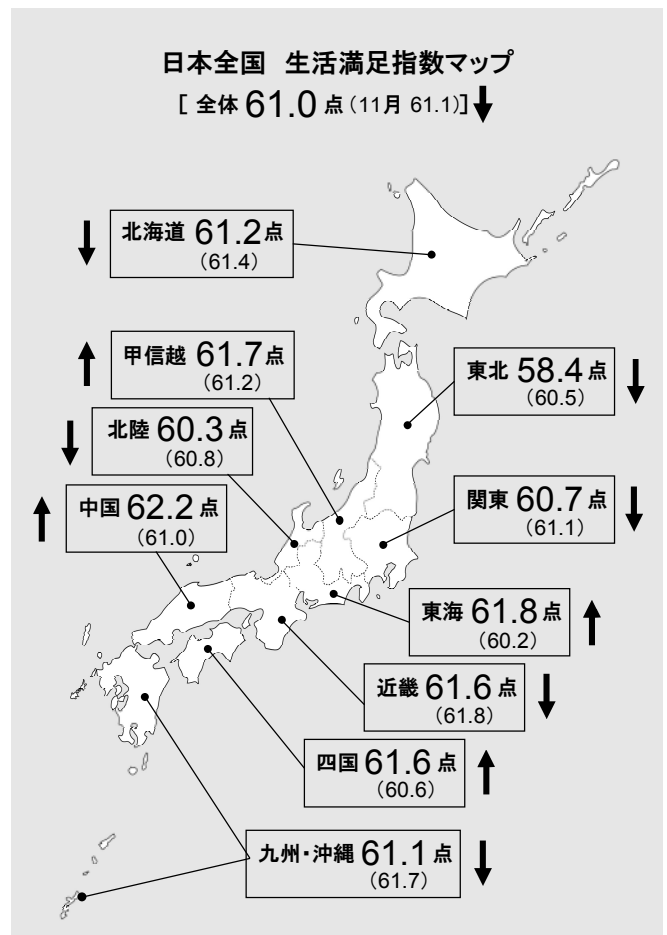 日本全国 生活満足指数マップ
[ 全体 61.0 点 (11月 61.1)]
北海道 61.2点
(61.4)
甲信越 61.7点
(61.2)
東北 58.4点
(60.5)
北陸 60.3点
(60.8)
中国 62.2点
(61.0)
関東 60.7点
(61.1)
東海 61.8点
(60.2)
近畿 61.6点
(61.8)
四国 61.6点
(60.6)
九州・沖縄 61.1点
(61.7)